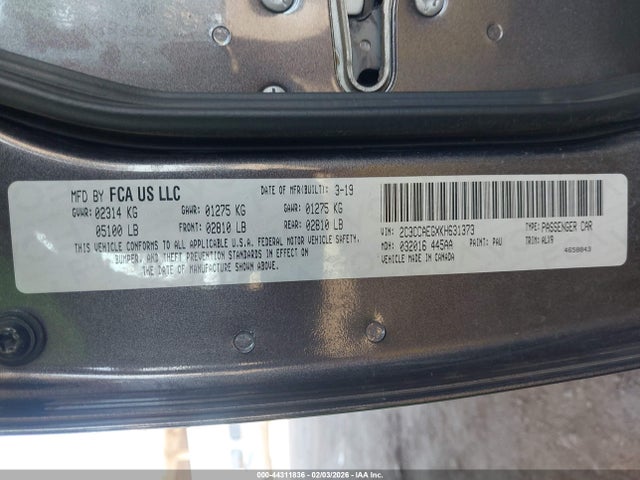 MFD BY FCA US LLC DATE OF MFR(BUILT): 3-19
GVWR: 02314 KG GAWR: 01275 KG GAWR: 01275 KG
05100 LB FRONT: 02810 LB REAR: 02810 LB
THIS VEHICLE CONFORMS TO ALL APPLICABLE U.S.A. FEDERAL MOTOR VEHICLE SAFETY,
BUMPER, AND THEFT PREVENTION STANDARDS IN EFFECT ON
THE DATE OF MANUFACTURE SHOWN ABOVE.
VIN: 2C3CCAEGXKH631373 TYPE: PASSENGER CAR
MDH: 032016 445AA PAINT: PAU TRIM: ALX9
VEHICLE MADE IN CANADA 4658043
000-44311836 - 02/03/2026 - IAA Inc.